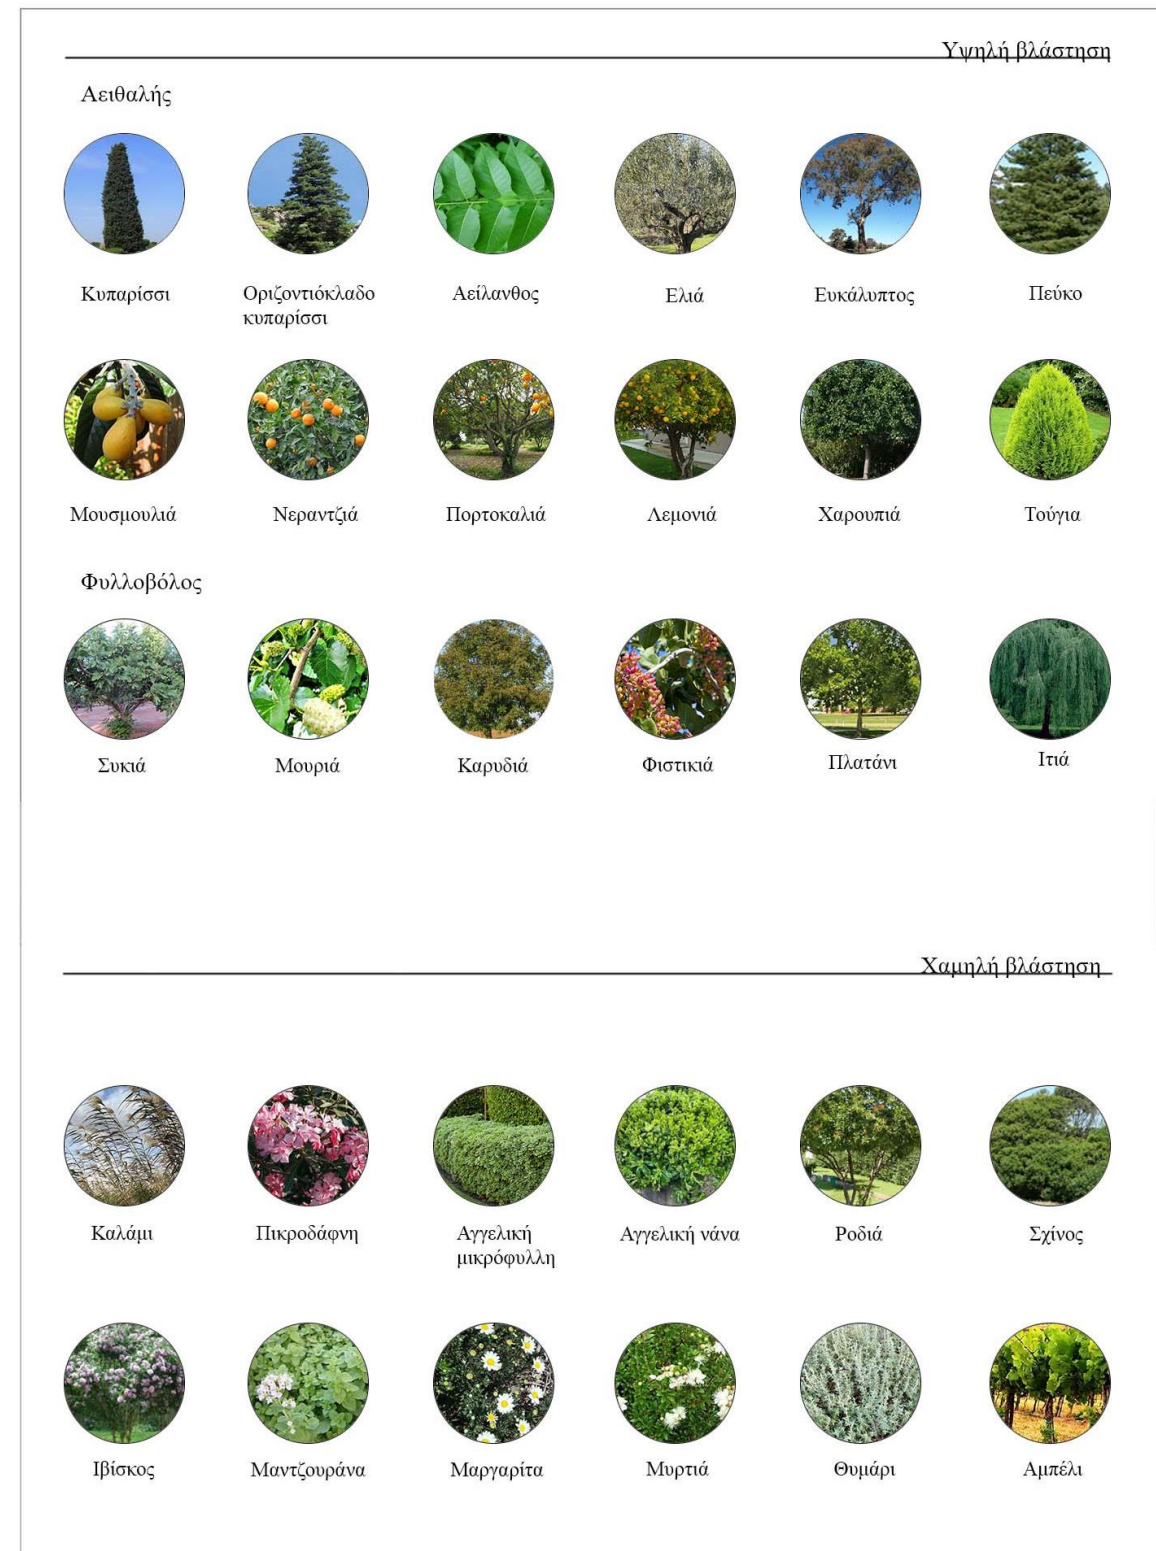 Υψηλή βλάστηση
Αειθαλής
Κυπαρίσσι
Οριζοντιόκλαδο
κυπαρίσσι
Αείλανθος
Ελιά
Ευκάλυπτος
Πεύκο
Μουσμουλιά
Νεραντζιά
Πορτοκαλιά
Λεμονιά
Χαρουπιά
Τούγια
Φυλλοβόλος
Συκιά
Μουριά
Καρυδιά
Φιστικιά
Πλατάνι
Ιτιά
Χαμηλή βλάστηση
Καλάμι
Πικροδάφνη
Αγγελική
μικρόφυλλη
Αγγελική νάνα
Ροδιά
Σχίνος
Ιβίσκος
Μαντζουράνα
Μαργαρίτα
Μυρτιά
Θυμάρι
Αμπέλι